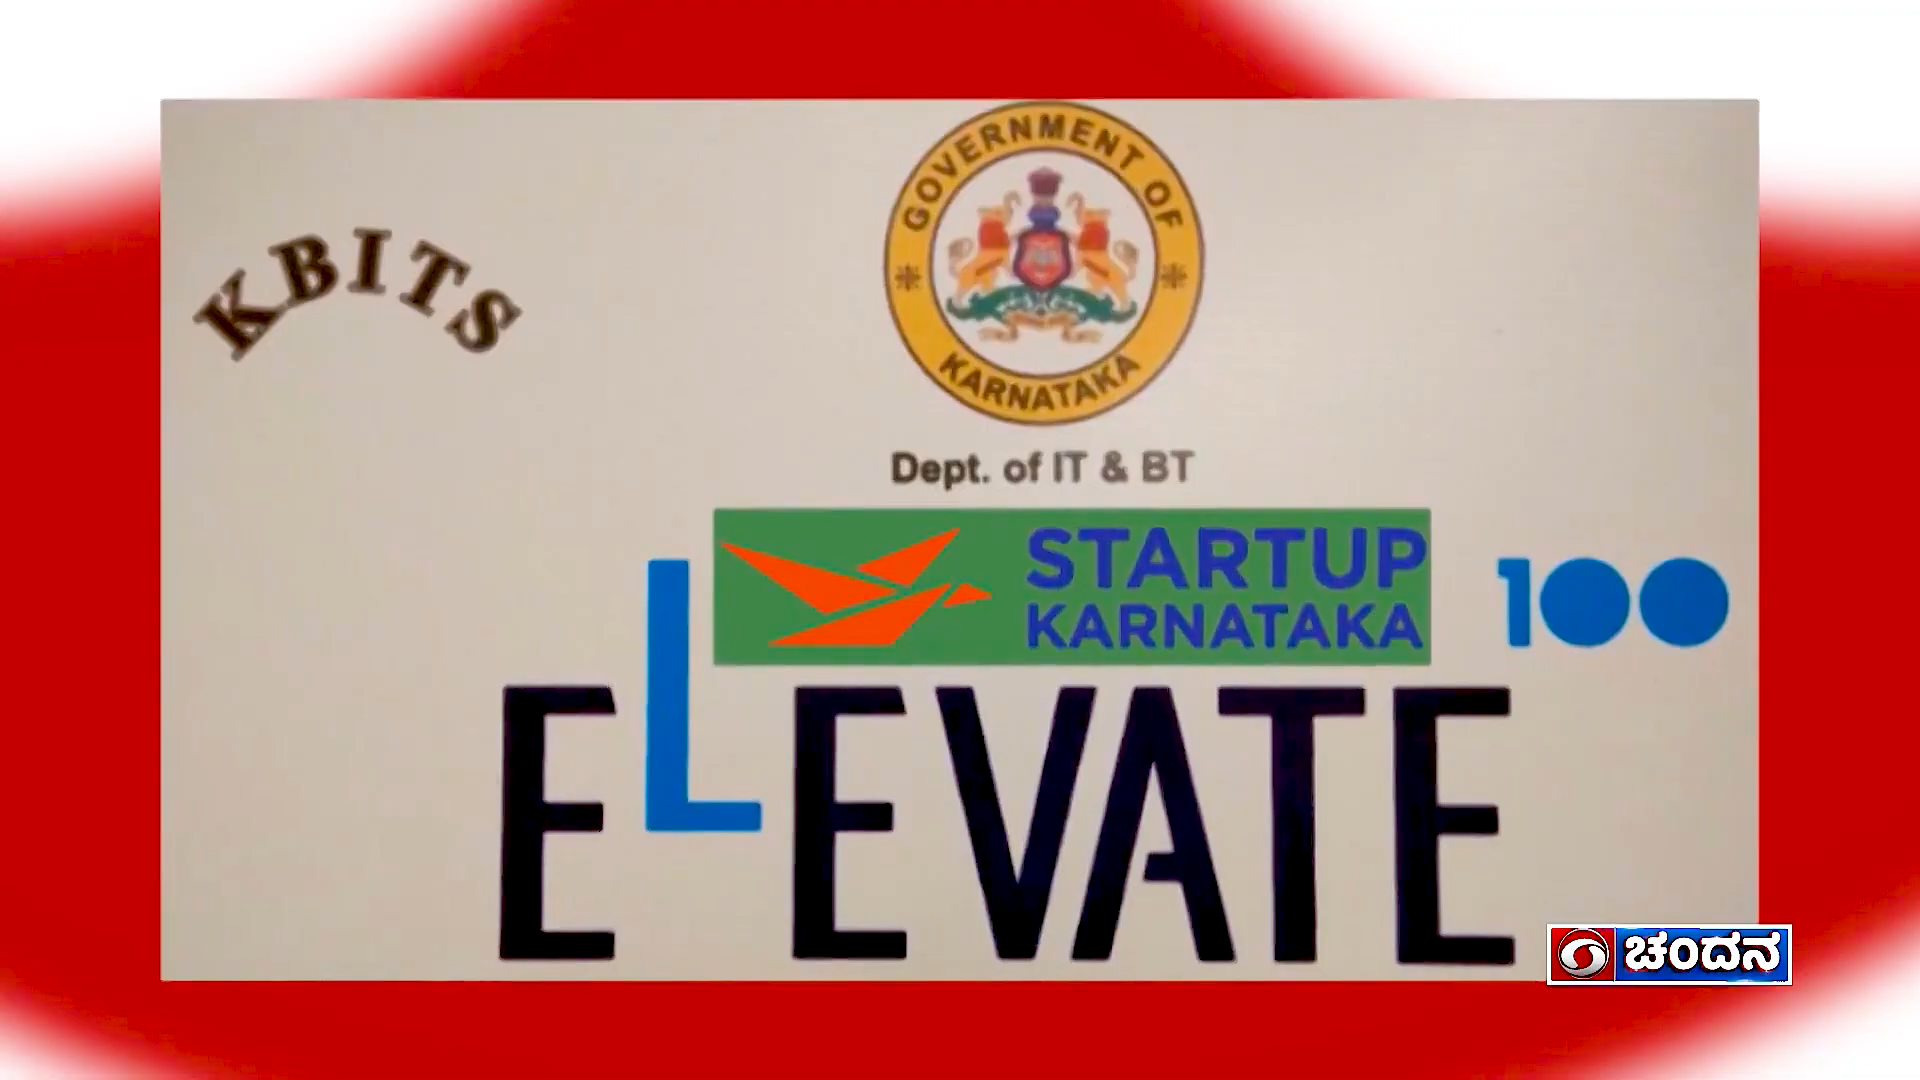 KBITS
GOVERNMENT OF
KARNATAKA
Dept. of IT & BT
STARTUP
KARNATAKA
100
ELEVATE
ಚಂದನ